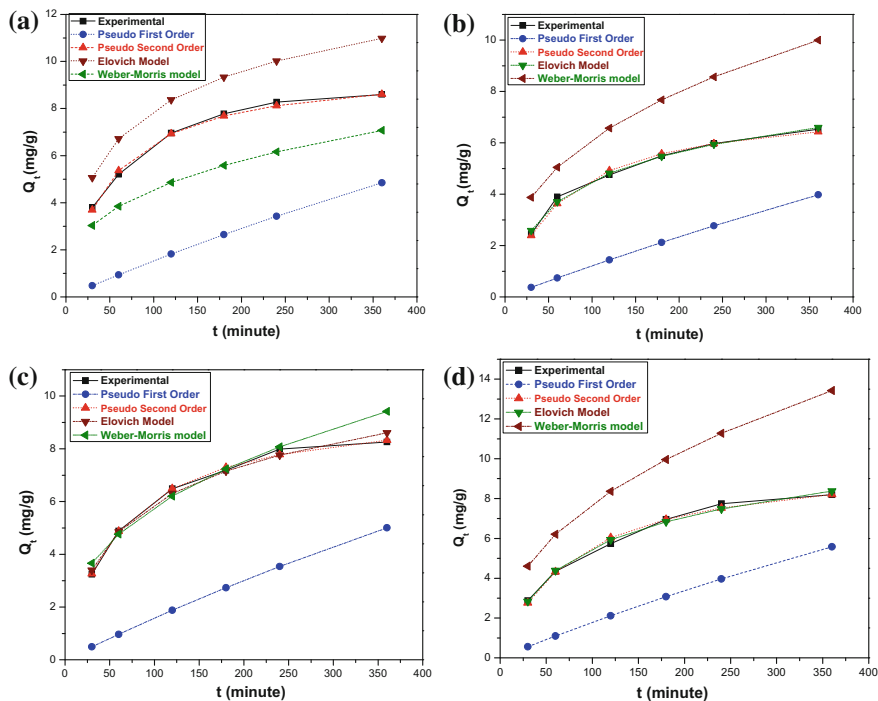 (a)
Experimental
Pseudo First Order
Pseudo Second Order
Elovich Model
Weber-Morris model
12
10
8
6
4
2
0
Qt (mg/g)
0 50 100 150 200 250 300 350 400
t (minute)
(b)
Experimental
Pseudo First Order
Pseudo Second Order
Elovich Model
Weber-Morris model
10
8
6
4
2
0
Qt (mg/g)
0 50 100 150 200 250 300 350 400
t (minute)
(c)
Experimental
Pseudo First Order
Pseudo Second Order
Elovich Model
Weber-Morris model
10
8
6
4
2
0
Qt (mg/g)
0 50 100 150 200 250 300 350 400
t (minute)
(d)
Experimental
Pseudo First Order
Pseudo Second Order
Elovich Model
Weber-Morris model
14
12
10
8
6
4
2
0
Qt (mg/g)
0 50 100 150 200 250 300 350 400
t (minute)